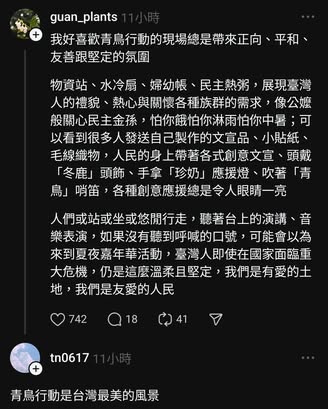 guan_plants 11小時
我好喜歡青鳥行動的現場總是帶來正向、平和、
友善跟堅定的氛圍
物資站、水冷扇、婦幼帳、民主熱粥，展現臺灣
人的禮貌、熱心與關懷各種族群的需求，像公嬤
般關心民主金孫，怕你餓怕你淋雨怕你中暑；可
以看到很多人發送自己製作的文宣品、小貼紙、
毛線織物，人民的身上帶著各式創意文宣、頭戴
「冬鹿」頭飾、手拿「珍奶」應援燈、吹著「青
鳥」哨笛，各種創意應援總是令人眼睛一亮
人們或站或坐或悠閒行走，聽著台上的演講、音
樂表演，如果沒有聽到呼喊的口號，可能會以為
來到夏夜嘉年華活動，臺灣人即使在國家面臨重
大危機，仍是這麼溫柔且堅定，我們是有愛的土
地，我們是友愛的人民
742 18 41
tn0617 11小時
青鳥行動是台灣最美的風景